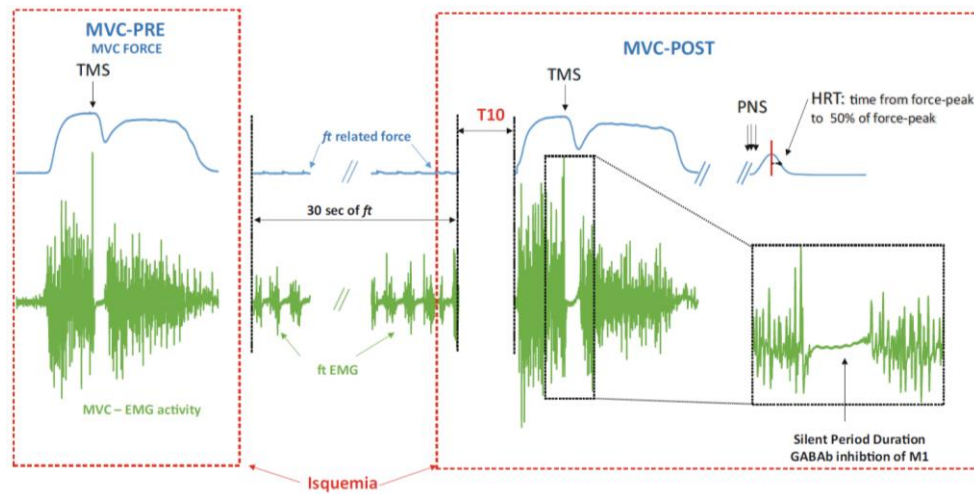 MVC-PRE
MVC FORCE
TMS
MVC – EMG activity
ft related force
30 sec of ft
ft EMG
Isquemia
T10
MVC-POST
TMS
PNS
HRT: time from force-peak
to 50% of force-peak
Silent Period Duration
GABAb inhibtion of M1